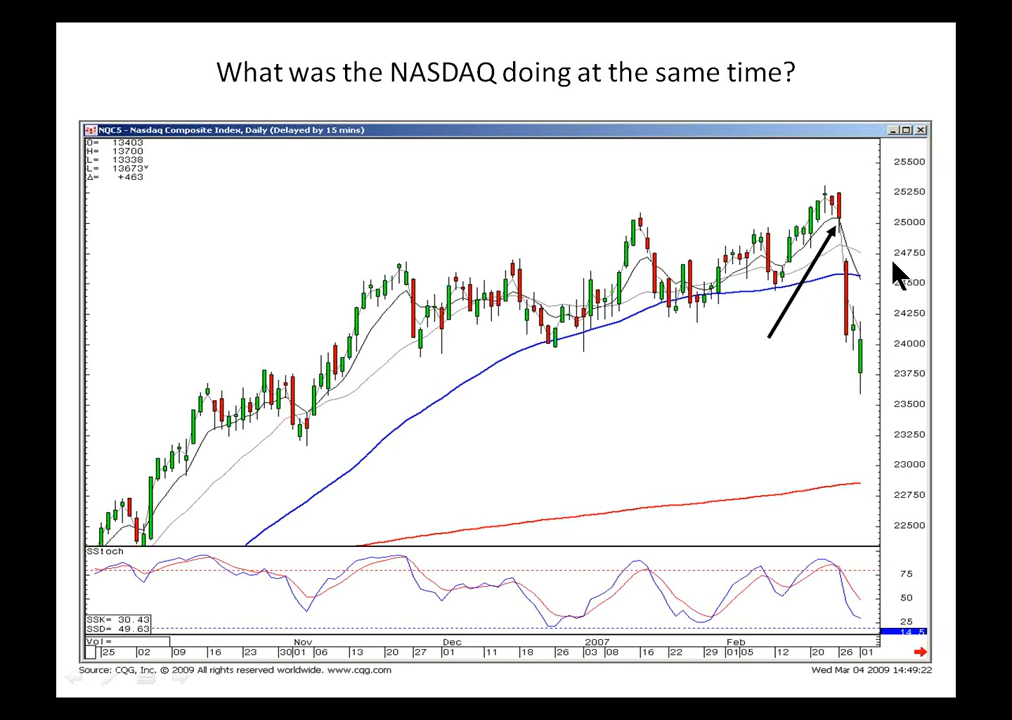 What was the NASDAQ doing at the same time?
NQCS - Nasdaq Composite Index, Daily (Delayed by 15 mins)
O= 13403
H= 13700
L= 13338
L= 13673▼
Δ= +463
25500
25250
25000
24750
24500
24250
24000
23750
23500
23250
23000
22750
22500
SStoch
75
50
25
SSK= 30.43
SSD= 49.63
Vol=
Nov Dec 2007 Feb
25 02 09 16 23 30 01 06 13 20 27 01 11 18 26 03 08 16 22 29 01 05 12 20 26 01
Source: CQG, Inc. © 2009 All rights reserved worldwide. www.cqg.com
Wed Mar 04 2009 14:49:22